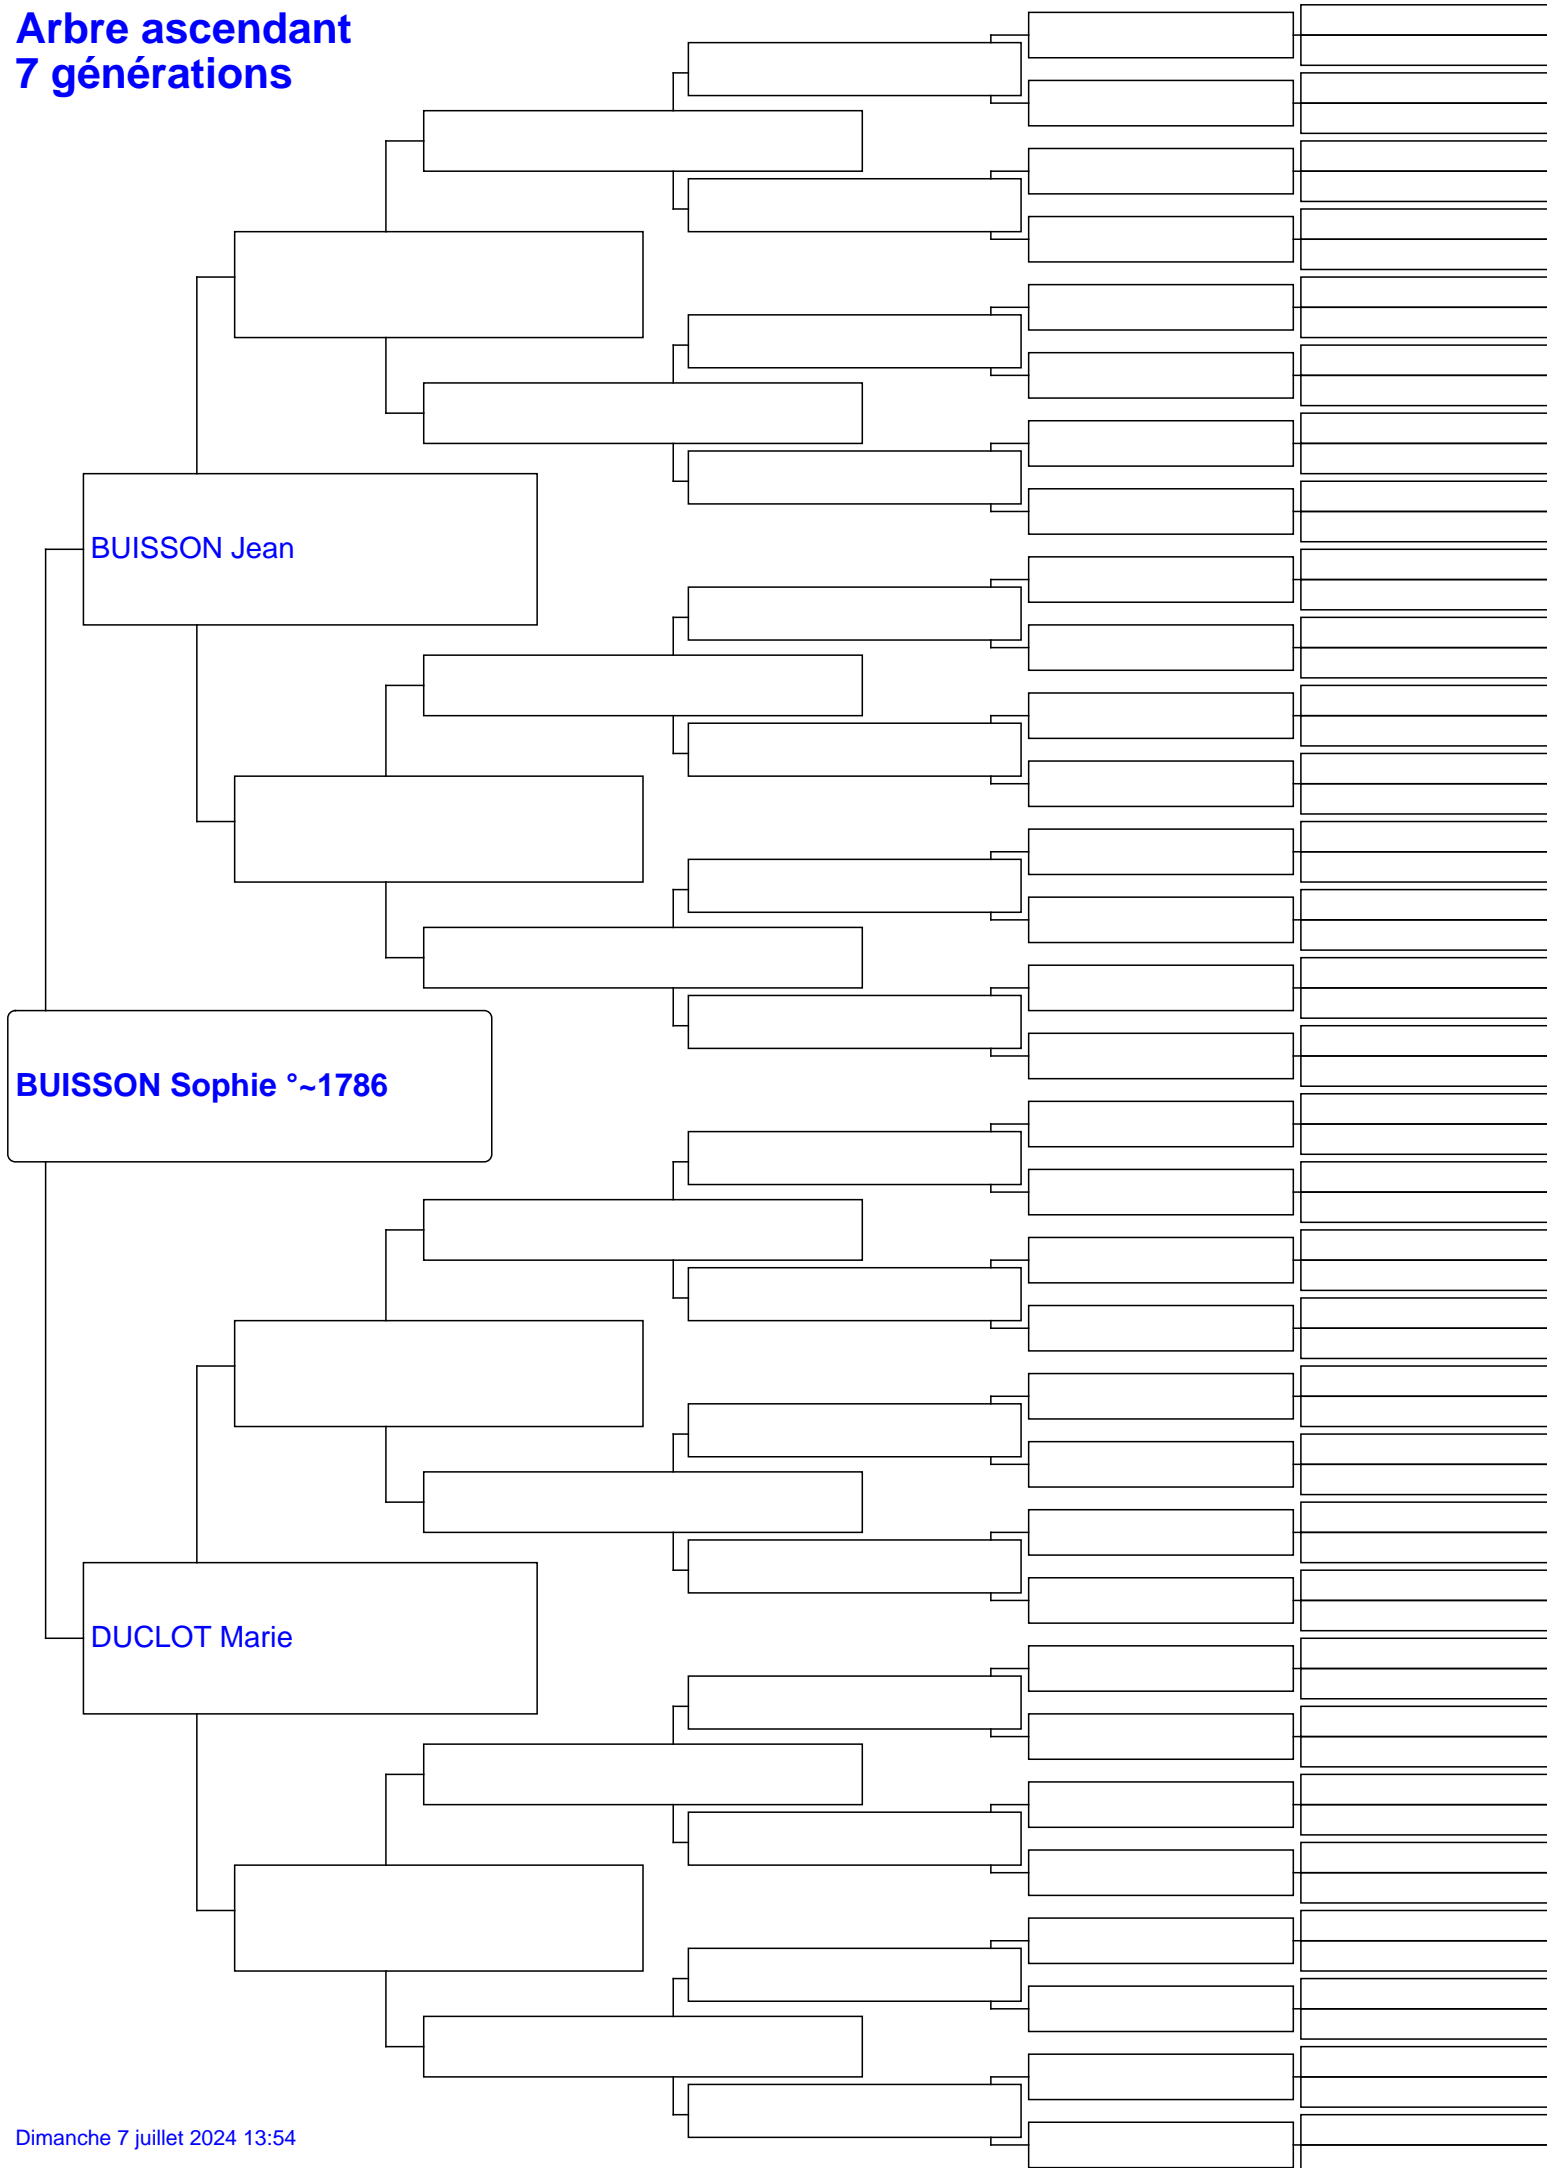 Arbre ascendant
7 générations
BUISSON Jean
BUISSON Sophie °~1786
DUCLOT Marie
Dimanche 7 juillet 2024 13:54